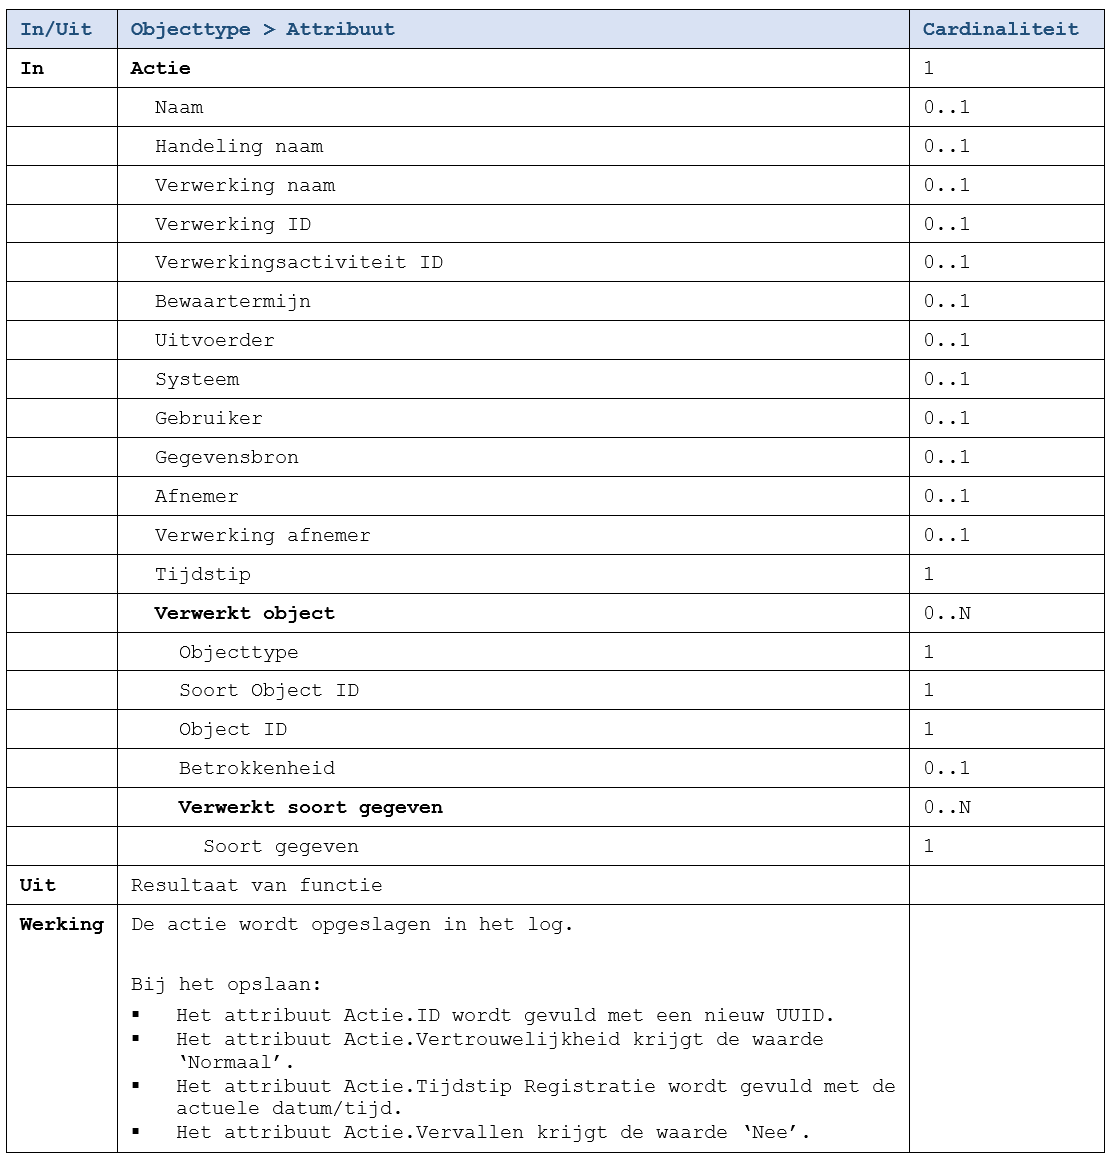 In/Uit Objecttype > Attribuut Cardinaliteit
In Actie 1
Naam 0..1
Handeling naam 0..1
Verwerking naam 0..1
Verwerking ID 0..1
Verwerkingsactiviteit ID 0..1
Bewaartermijn 0..1
Uitvoerder 0..1
Systeem 0..1
Gebruiker 0..1
Gegevensbron 0..1
Afnemer 0..1
Verwerking afnemer 0..1
Tijdstip 1
Verwerkt object 0..N
Objecttype 1
Soort Object ID 1
Object ID 1
Betrokkenheid 0..1
Verwerkt soort gegeven 0..N
Soort gegeven 1
Uit Resultaat van functie
Werking De actie wordt opgeslagen in het log.
Bij het opslaan:
▪ Het attribuut Actie.ID wordt gevuld met een nieuw UUID.
▪ Het attribuut Actie.Vertrouwelijkheid krijgt de waarde
‘Normaal’.
▪ Het attribuut Actie.Tijdstip Registratie wordt gevuld met de
actuele datum/tijd.
▪ Het attribuut Actie.Vervallen krijgt de waarde ‘Nee’.